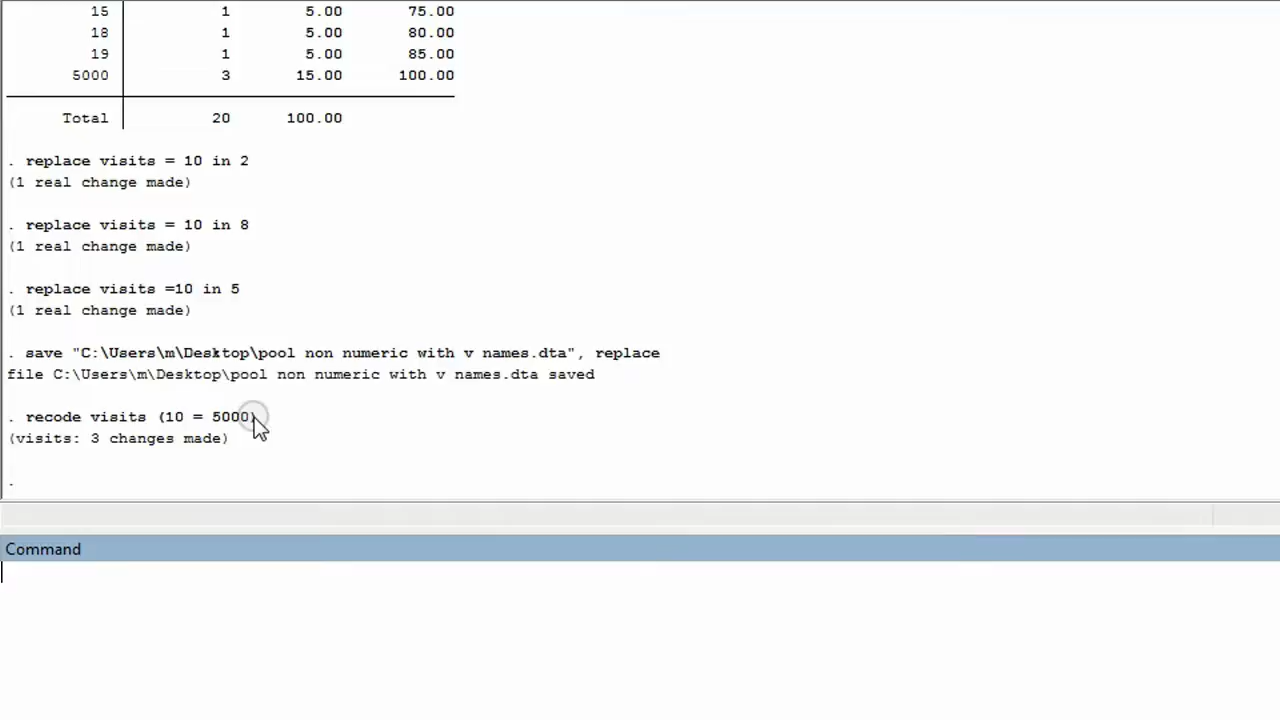 15 1 5.00 75.00
18 1 5.00 80.00
19 1 5.00 85.00
5000 3 15.00 100.00
Total 20 100.00
. replace visits = 10 in 2
(1 real change made)
. replace visits = 10 in 8
(1 real change made)
. replace visits =10 in 5
(1 real change made)
. save "C:\Users\m\Desktop\pool non numeric with v names.dta", replace
file C:\Users\m\Desktop\pool non numeric with v names.dta saved
. recode visits (10 = 5000)
(visits: 3 changes made)
.
Command